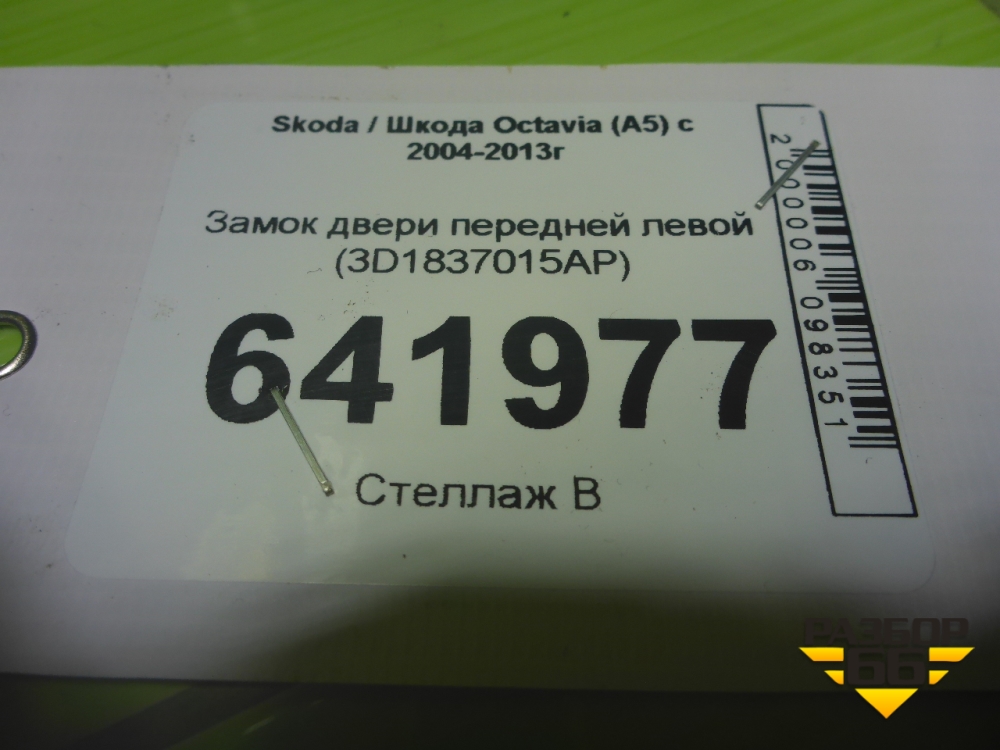 Skoda / Шкода Octavia (A5) с
2004-2013г
Замок двери передней левой
(3D1837015AP)
641977
Стеллаж В
2000006098351
РАЗБОР
66